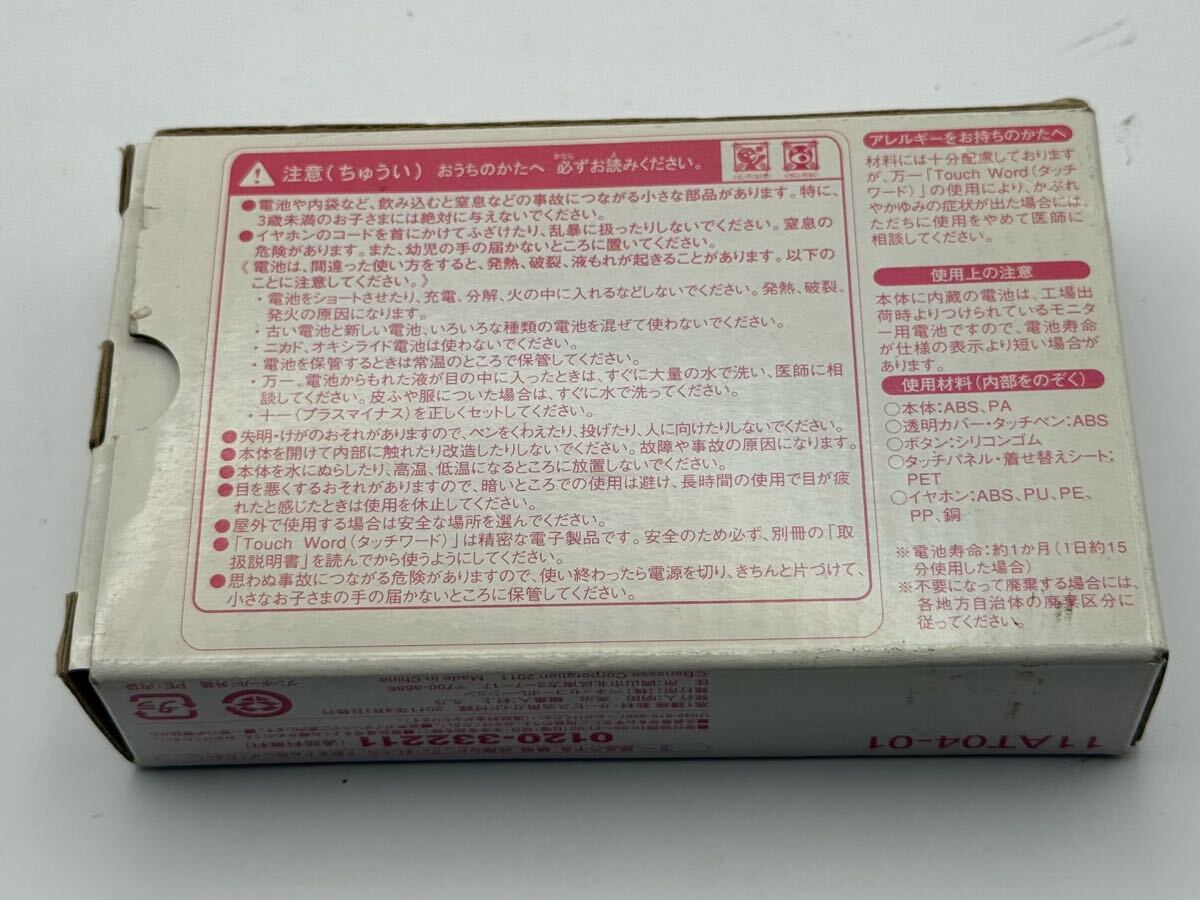 注意(ちゅうい) おうちのかたへ 必ずお読みください。
●電池や内袋など、飲み込むと窒息などの事故につながる小さな部品があります。特に、
3歳未満のお子さまには絶対に与えないでください。
●イヤホンのコードを首にかけてふざけたり、乱暴に扱ったりしないでください。窒息の
危険があります。また、幼児の手の届かないところに置いてください。
《電池は、間違った使い方をすると、発熱、破裂、液もれが起きることがあります。以下の
ことに注意してください。》
・電池をショートさせたり、充電、分解、火の中に入れるなどしないでください。発熱、破裂、
発火の原因になります。
・古い電池と新しい電池、いろいろな種類の電池を混ぜて使わないでください。
・ニカド、オキシライド電池は使わないでください。
・電池を保管するときは常温のところで保管してください。
・万一、電池からもれた液が目の中に入ったときは、すぐに大量の水で洗い、医師に相
談してください。皮ふや服についた場合は、すぐに水で洗ってください。
・+－(プラスマイナス)を正しくセットしてください。
●失明・けがのおそれがありますので、ペンをくわえたり、投げたり、人に向けたりしないでください。
●本体を開けて内部に触れたり改造したりしないでください。故障や事故の原因になります。
●本体を水にぬらしたり、高温、低温になるところに放置しないでください。
●目を悪くするおそれがありますので、暗いところでの使用は避け、長時間の使用で目が疲
れたと感じたときは使用を休止してください。
●屋外で使用する場合は安全な場所を選んでください。
●「Touch Word(タッチワード)」は精密な電子製品です。安全のため必ず、別冊の「取
扱説明書」を読んでから使うようにしてください。
●思わぬ事故につながる危険がありますので、使い終わったら電源を切り、きちんと片づけて、
小さなお子さまの手の届かないところに保管してください。
アレルギーをお持ちのかたへ
材料には十分配慮しております
が、万一「Touch Word(タッチ
ワード)」の使用により、かぶれ
やかゆみの症状が出た場合には、
ただちに使用をやめて医師に
相談してください。
使用上の注意
本体に内蔵の電池は、工場出
荷時よりつけられているモニタ
ー用電池ですので、電池寿命
が仕様の表示より短い場合が
あります。
使用材料(内部をのぞく)
○本体:ABS、PA
○透明カバー・タッチペン:ABS
○ボタン:シリコンゴム
○タッチパネル・着せ替えシート:
PET
○イヤホン:ABS、PU、PE、
PP、銅
※電池寿命:約1か月(1日約15
分使用した場合)
※不要になって廃棄する場合には、
各地方自治体の廃棄区分に
従ってください。
11AT04-01
0120-332211(通話料無料)
2011年4月1日発行
住所:岡山市北区南方3-7-17 〒700-8686
©Benesse Corporation 2011 Made in China
ダンボール:外箱 PE:内袋
プラ